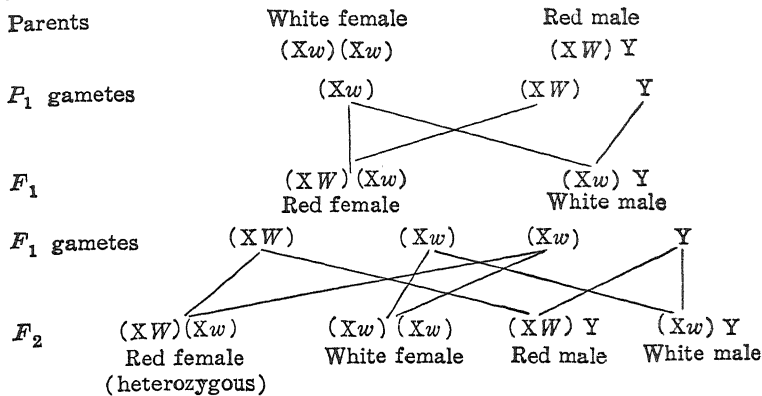 Parents White female Red male
(Xw)(Xw) (XW) Y
P₁ gametes (Xw) (XW) Y
F₁ (XW)(Xw) (Xw) Y
Red female White male
F₁ gametes (XW) (Xw) (Xw) Y
F₂ (XW)(Xw) (Xw)(Xw) (XW) Y (Xw) Y
Red female White female Red male White male
(heterozygous)